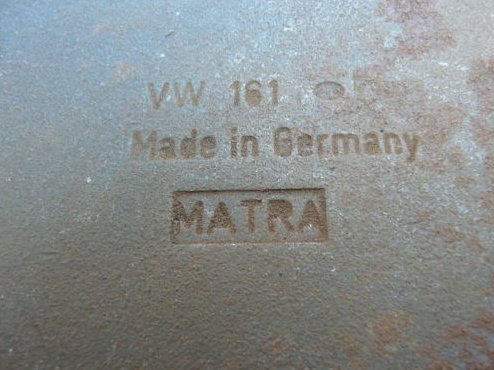 VW 161
Made in Germany
MATRA